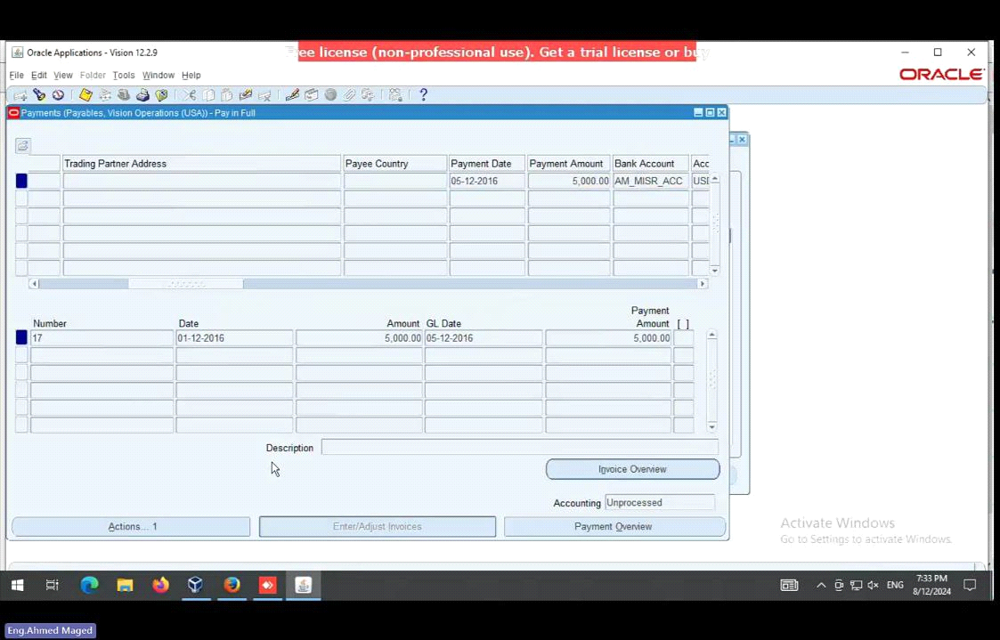 Oracle Applications - Vision 12.2.9
ree license (non-professional use). Get a trial license or buy
File Edit View Folder Tools Window Help
ORACLE
Payments (Payables, Vision Operations (USA)) - Pay in Full
Trading Partner Address Payee Country Payment Date Payment Amount Bank Account Acc
05-12-2016 5,000.00 AM_MISR_ACC USD
Payment
Number Date Amount GL Date Amount [ ]
17 01-12-2016 5,000.00 05-12-2016 5,000.00
Description
Invoice Overview
Accounting Unprocessed
Actions... 1 Enter/Adjust Invoices Payment Overview
Activate Windows
Go to Settings to activate Windows.
ENG
7:33 PM
8/12/2024
Eng.Ahmed Maged